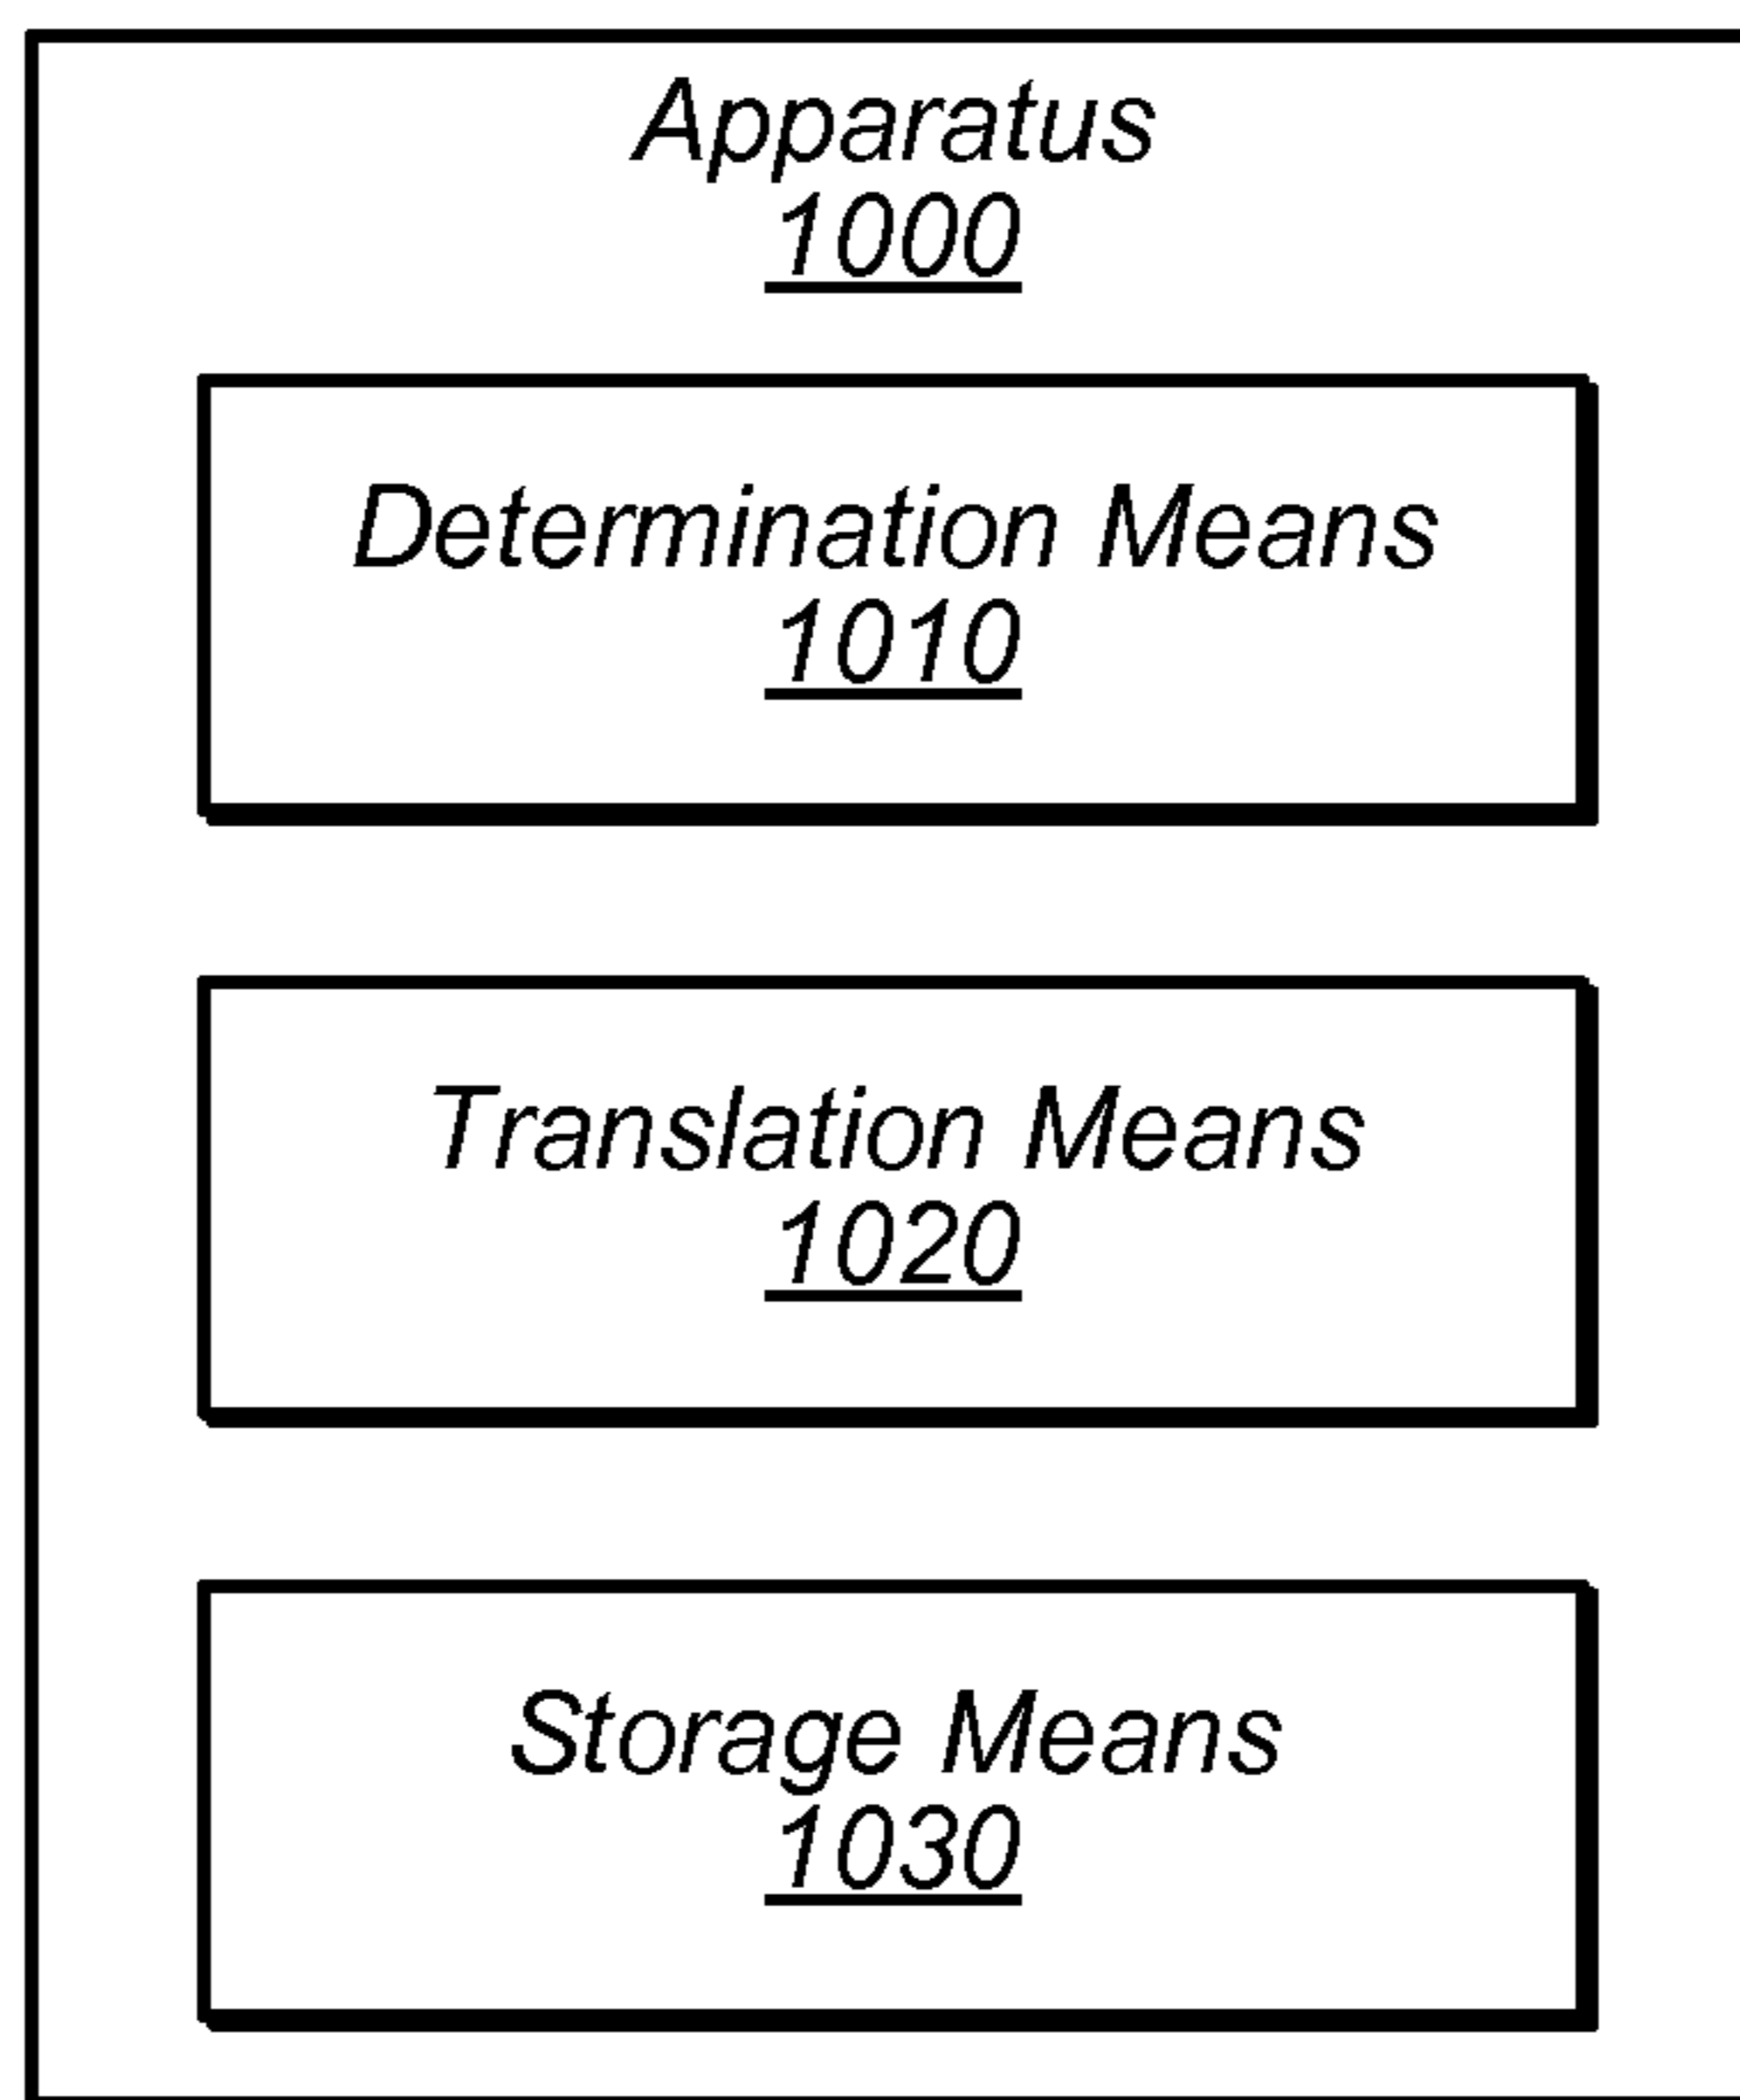 Apparatus
1000
Determination Means
1010
Translation Means
1020
Storage Means
1030